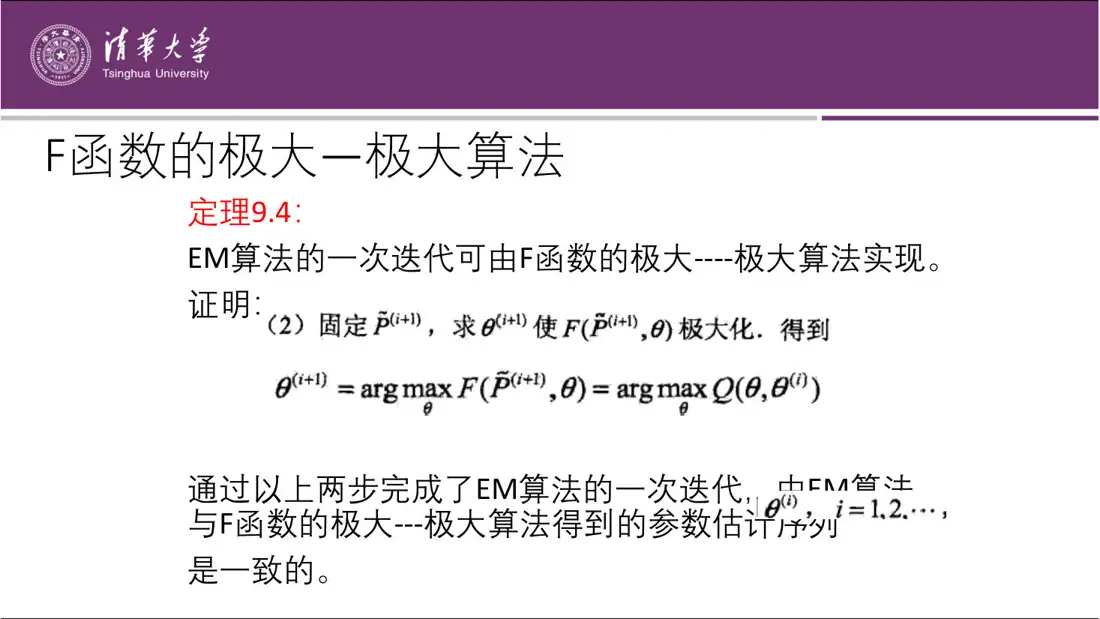 清华大学
Tsinghua University
F函数的极大—极大算法
定理9.4:
EM算法的一次迭代可由F函数的极大----极大算法实现。
证明:
(2) 固定 P̃^(i+1), 求 θ^(i+1) 使 F(P̃^(i+1), θ) 极大化. 得到
θ^(i+1) = arg max_θ F(P̃^(i+1), θ) = arg max_θ Q(θ, θ^(i))
通过以上两步完成了EM算法的一次迭代, 由EM算法
与F函数的极大---极大算法得到的参数估计序列 θ^(i), i = 1, 2, ⋯,
是一致的。